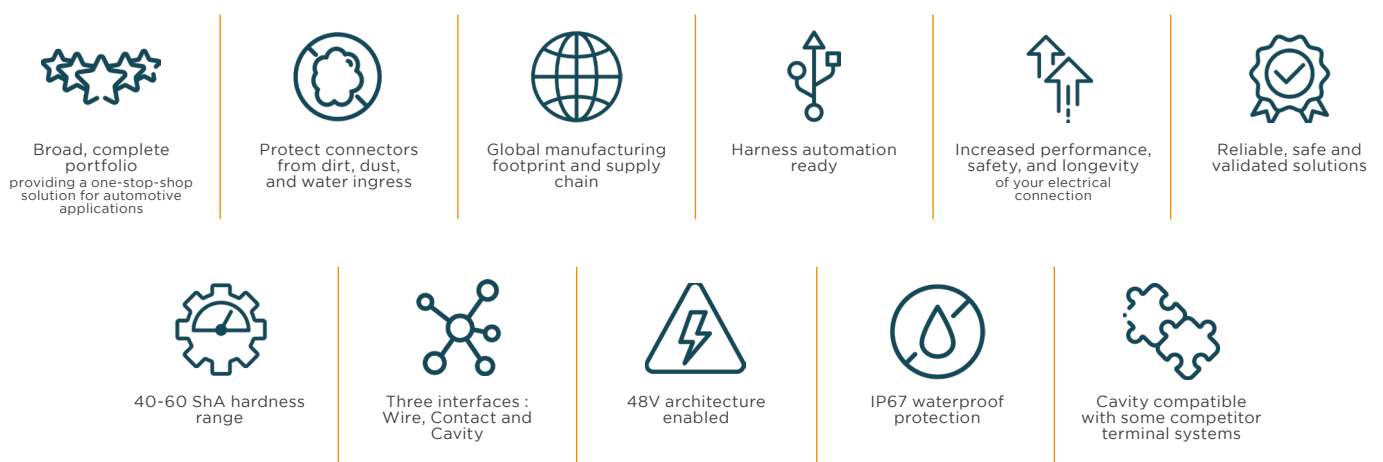 Broad, complete
portfolio
providing a one-stop-shop
solution for automotive
applications
Protect connectors
from dirt, dust,
and water ingress
Global manufacturing
footprint and supply
chain
Harness automation
ready
Increased performance,
safety, and longevity
of your electrical
connection
Reliable, safe and
validated solutions
40-60 ShA hardness
range
Three interfaces :
Wire, Contact and
Cavity
48V architecture
enabled
IP67 waterproof
protection
Cavity compatible
with some competitor
terminal systems